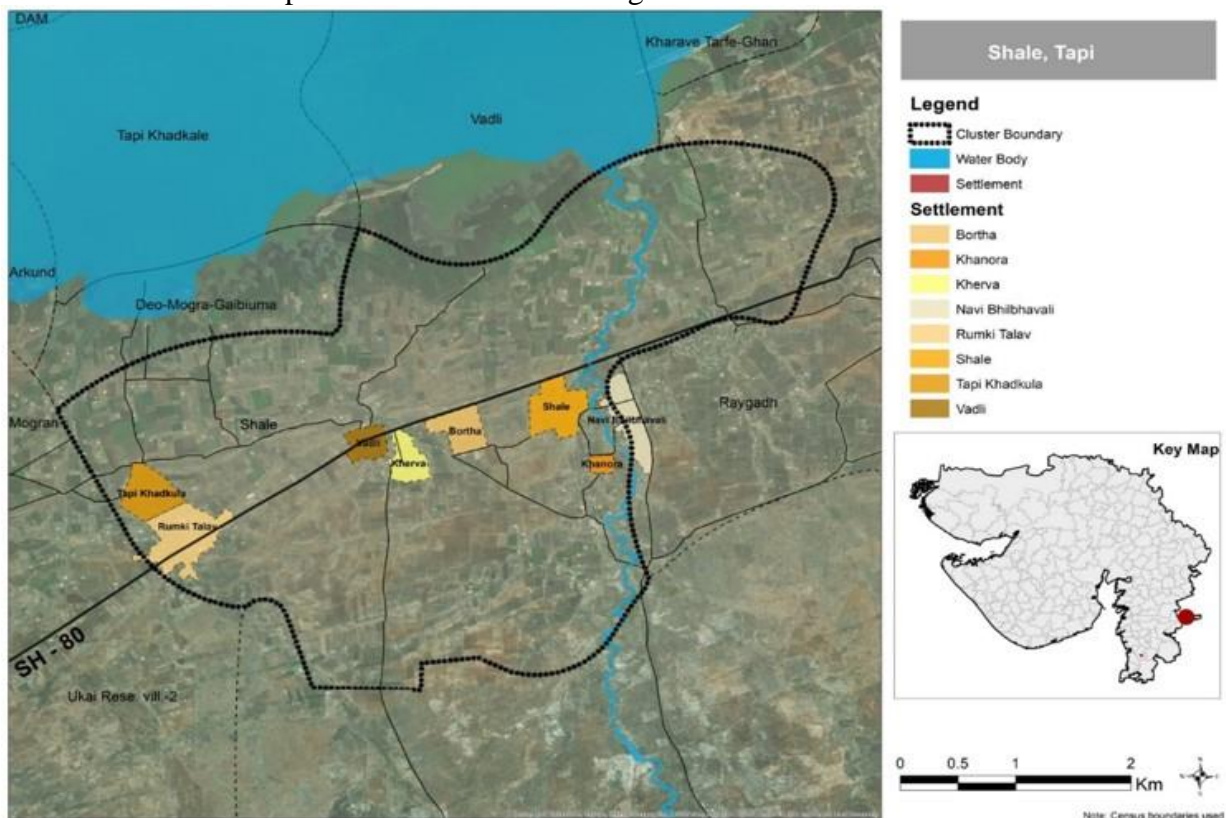 DAM
Kharave Tarfe-Ghan
Tapi Khadkale
Vadli
Arkund
Deo-Mogra-Gaibiuma
Mogran
Shale
Raygadh
Shale
Bortha
Navi Bhilbhavali
Vadli
Kherva
Khanora
Tapi Khadkula
Rumki Talav
SH - 80
Ukai Rese. vill.-2
Shale, Tapi
Legend
Cluster Boundary
Water Body
Settlement
Settlement
Bortha
Khanora
Kherva
Navi Bhilbhavali
Rumki Talav
Shale
Tapi Khadkula
Vadli
Key Map
0 0.5 1 2
Km
Note: Census boundaries used